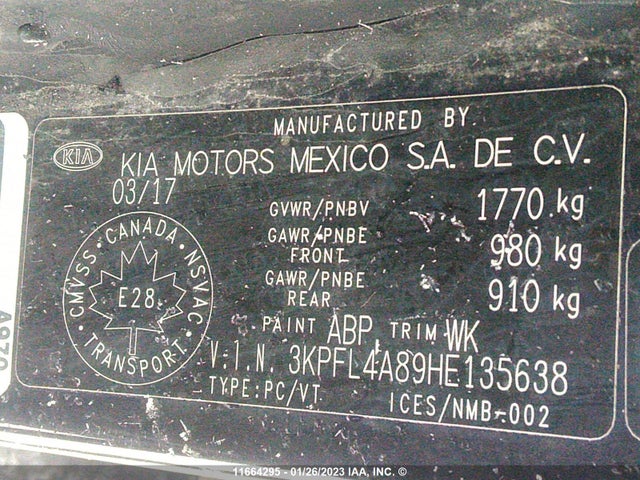 MANUFACTURED BY
KIA
KIA MOTORS MEXICO S.A. DE C.V.
03/17
GVWR/PNBV 1770 kg
GAWR/PNBE FRONT 980 kg
GAWR/PNBE REAR 910 kg
CMVSS · CANADA · NSVAC · TRANSPORT ·
E28
PAINT ABP TRIM WK
V.I.N. 3KPFL4A89HE135638
TYPE:PC/VT ICES/NMB-002
11664295 - 01/26/2023 IAA, INC. ©